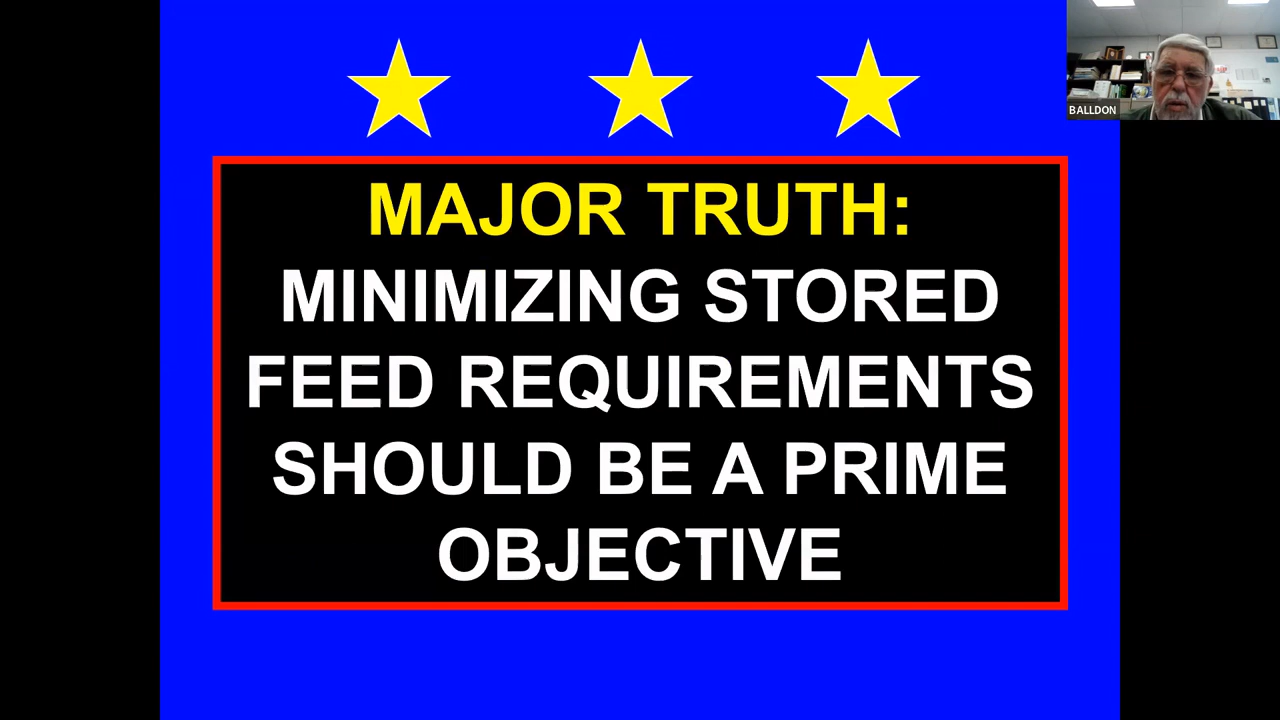 BALLDON
MAJOR TRUTH:
MINIMIZING STORED
FEED REQUIREMENTS
SHOULD BE A PRIME
OBJECTIVE